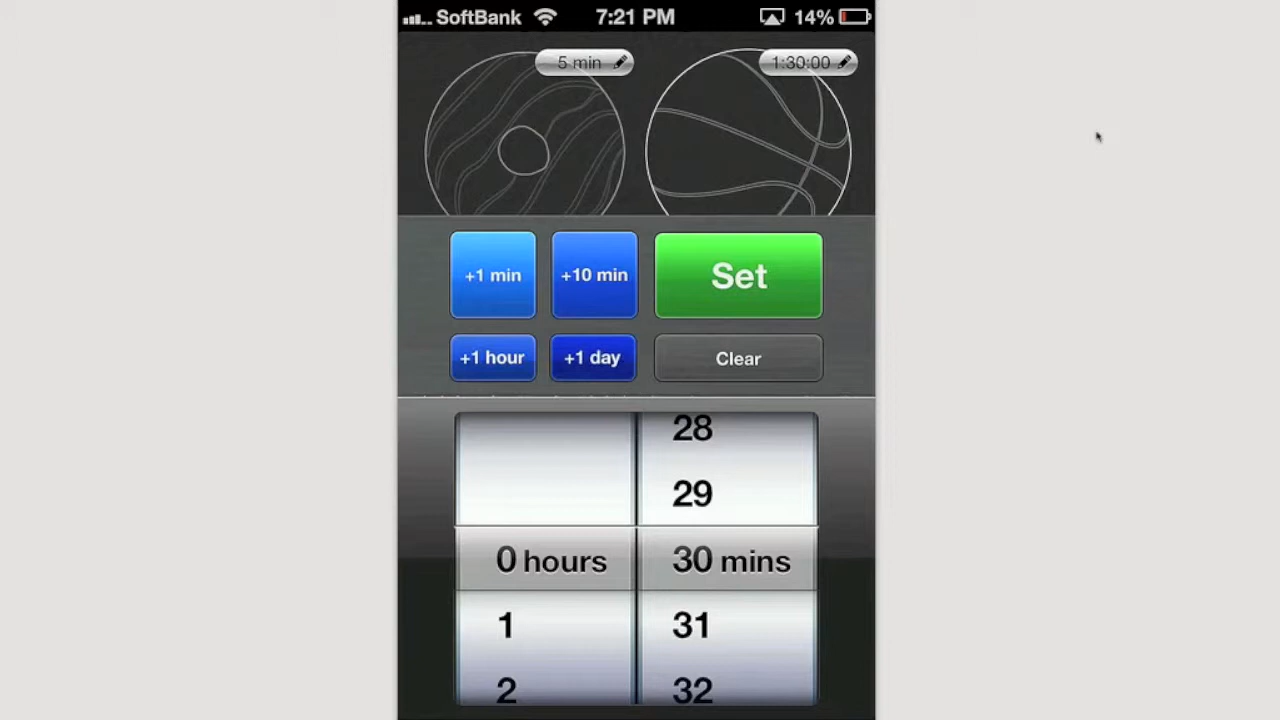 SoftBank 7:21 PM 14%
5 min 1:30:00
+1 min +10 min Set
+1 hour +1 day Clear
28
29
0 hours 30 mins
1 31
2 32